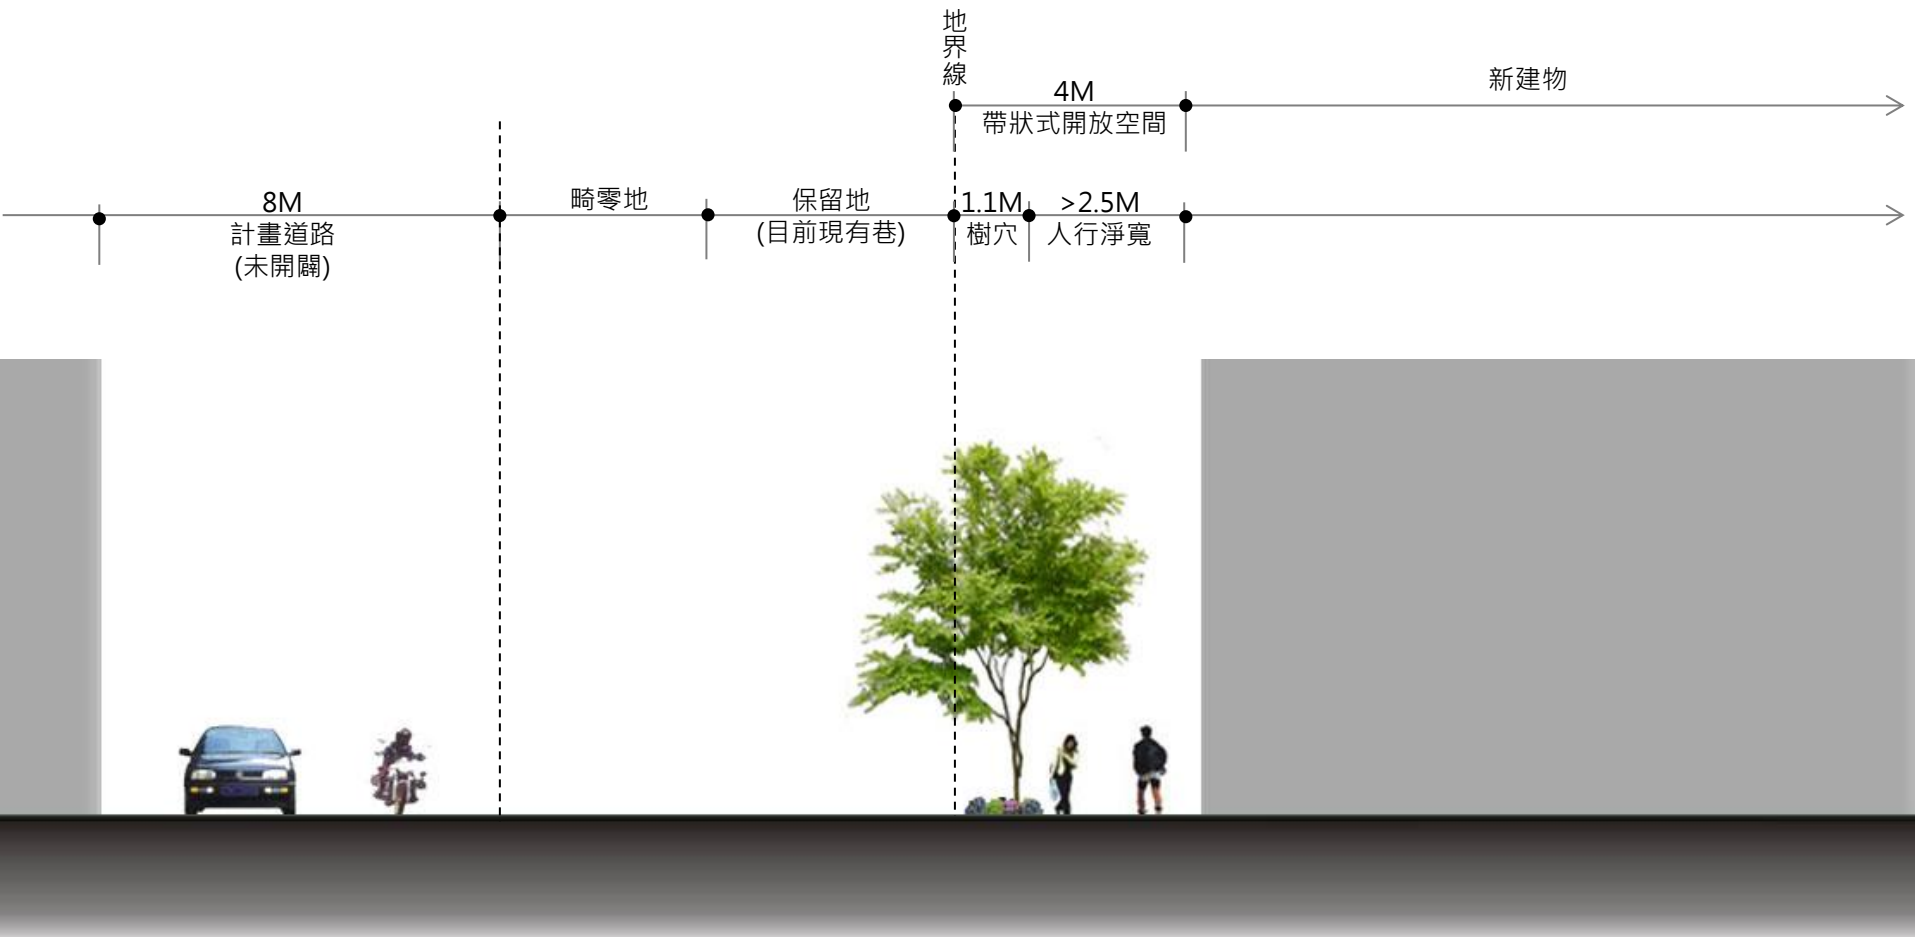 地界線
4M
帶狀式開放空間
新建物
8M
計畫道路
(未開闢)
畸零地
保留地
(目前現有巷)
1.1M
樹穴
>2.5M
人行淨寬